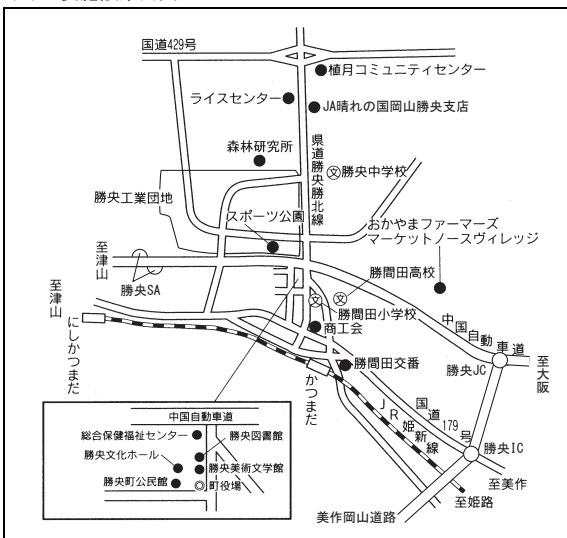 国道429号
植月コミュニティセンター
ライスセンター
JA晴れの国岡山勝央支店
県道勝央勝北線
森林研究所
文
勝央中学校
勝央工業団地
スポーツ公園
おかやまファーマーズ
マーケットノースヴィレッジ
至津山
勝央SA
文
勝間田高校
至津山
文
勝間田小学校
商工会
中国自動車道
にしかつまだ
勝間田交番
勝央JC
至大阪
かつまだ
国道179号
JR姫新線
勝央IC
至美作
至姫路
美作岡山道路
中国自動車道
総合保健福祉センター
勝央図書館
勝央文化ホール
勝央美術文学館
勝央町公民館
町役場